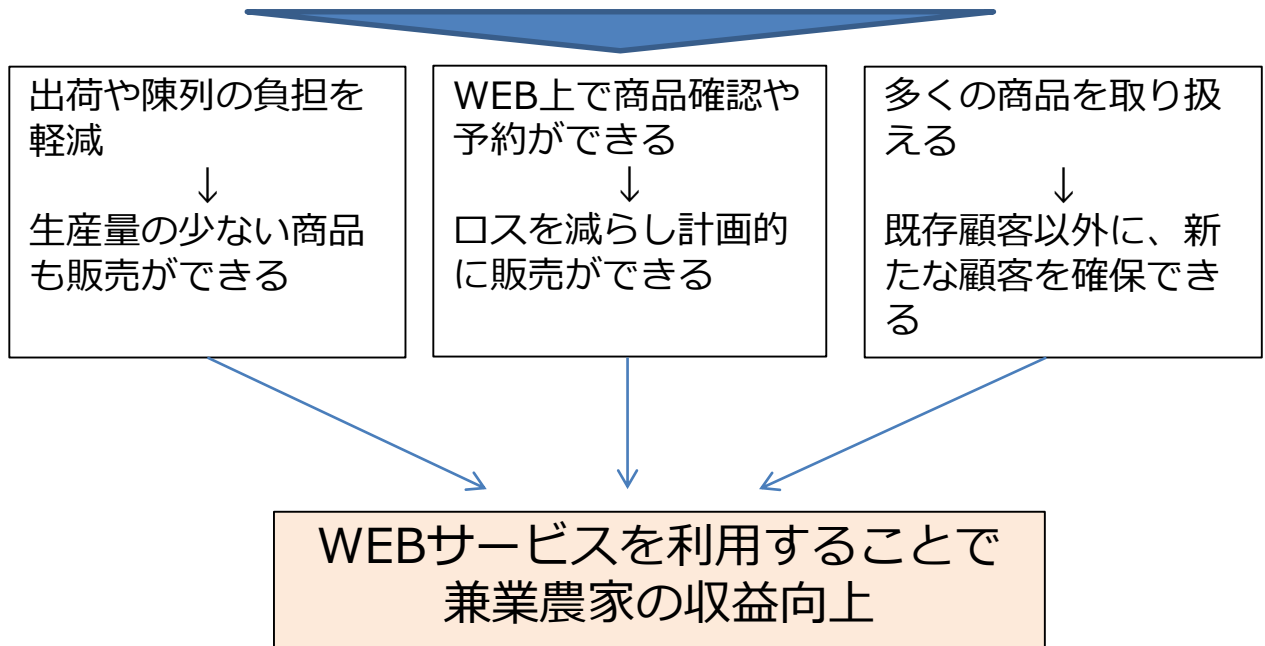 出荷や陳列の負担を
軽減
↓
生産量の少ない商品
も販売ができる
WEB上で商品確認や
予約ができる
↓
ロスを減らし計画的
に販売ができる
多くの商品を取り扱
える
↓
既存顧客以外に、新
たな顧客を確保でき
る
WEBサービスを利用することで
兼業農家の収益向上